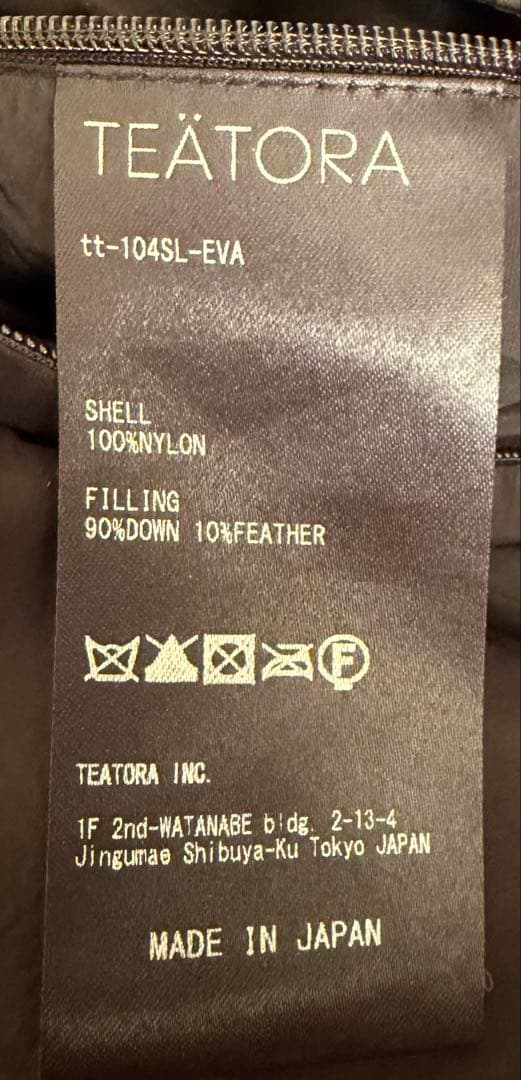 TEÄTORA
tt-104SL-EVA
SHELL
100%NYLON
FILLING
90%DOWN 10%FEATHER
F
TEATORA INC.
1F 2nd-WATANABE bldg. 2-13-4
Jingumae Shibuya-Ku Tokyo JAPAN
MADE IN JAPAN